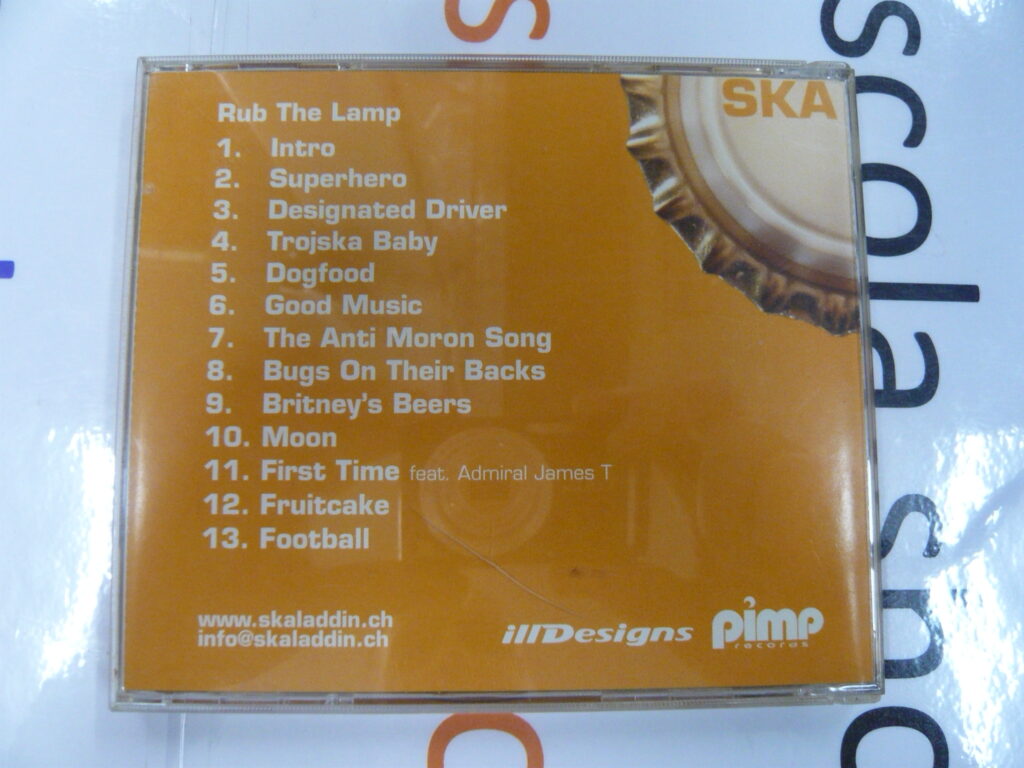 SKA
Rub The Lamp
1. Intro
2. Superhero
3. Designated Driver
4. Trojska Baby
5. Dogfood
6. Good Music
7. The Anti Moron Song
8. Bugs On Their Backs
9. Britney's Beers
10. Moon
11. First Time feat. Admiral James T
12. Fruitcake
13. Football
www.skaladdin.ch
info@skaladdin.ch
illDesigns
pimp
records
scola